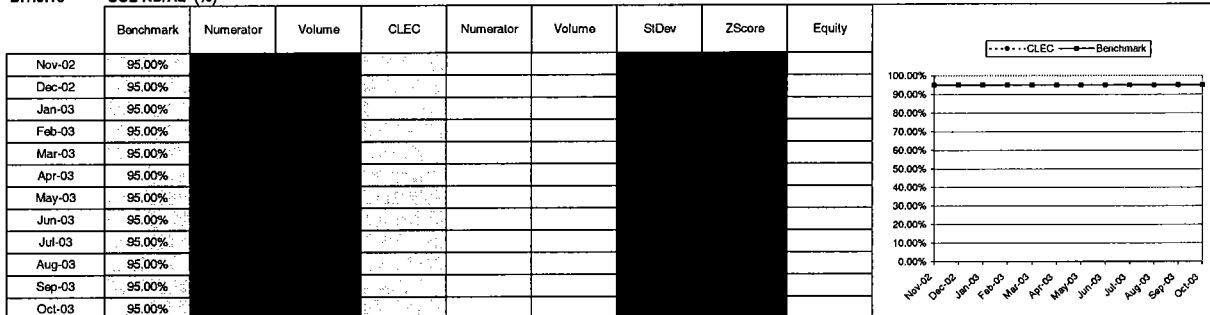 Benchmark Numerator Volume CLEC Numerator Volume StDev ZScore Equity
Nov-02 95.00%
Dec-02 95.00%
Jan-03 95.00%
Feb-03 95.00%
Mar-03 95.00%
Apr-03 95.00%
May-03 95.00%
Jun-03 95.00%
Jul-03 95.00%
Aug-03 95.00%
Sep-03 95.00%
Oct-03 95.00%
CLEC Benchmark
100.00%
90.00%
80.00%
70.00%
60.00%
50.00%
40.00%
30.00%
20.00%
10.00%
0.00%
Nov-02 Dec-02 Jan-03 Feb-03 Mar-03 Apr-03 May-03 Jun-03 Jul-03 Aug-03 Sep-03 Oct-03